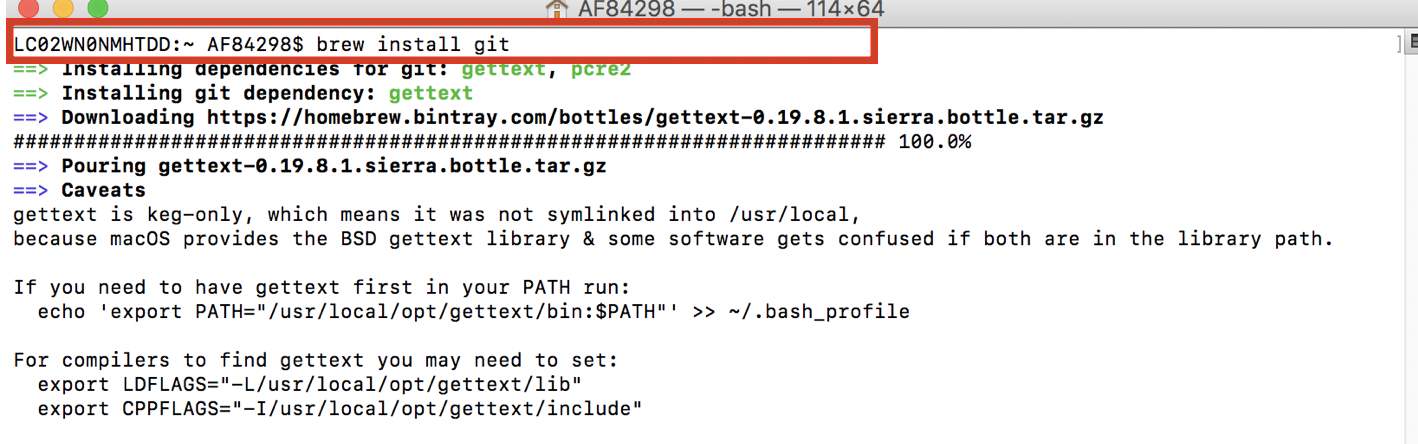 AF84298 — -bash — 114×64
LC02WN0NMHTDD:~ AF84298$ brew install git
==> Installing dependencies for git: gettext, pcre2
==> Installing git dependency: gettext
==> Downloading https://homebrew.bintray.com/bottles/gettext-0.19.8.1.sierra.bottle.tar.gz
######################################################################## 100.0%
==> Pouring gettext-0.19.8.1.sierra.bottle.tar.gz
==> Caveats
gettext is keg-only, which means it was not symlinked into /usr/local,
because macOS provides the BSD gettext library & some software gets confused if both are in the library path.
If you need to have gettext first in your PATH run:
echo 'export PATH="/usr/local/opt/gettext/bin:$PATH"' >> ~/.bash_profile
For compilers to find gettext you may need to set:
export LDFLAGS="-L/usr/local/opt/gettext/lib"
export CPPFLAGS="-I/usr/local/opt/gettext/include"